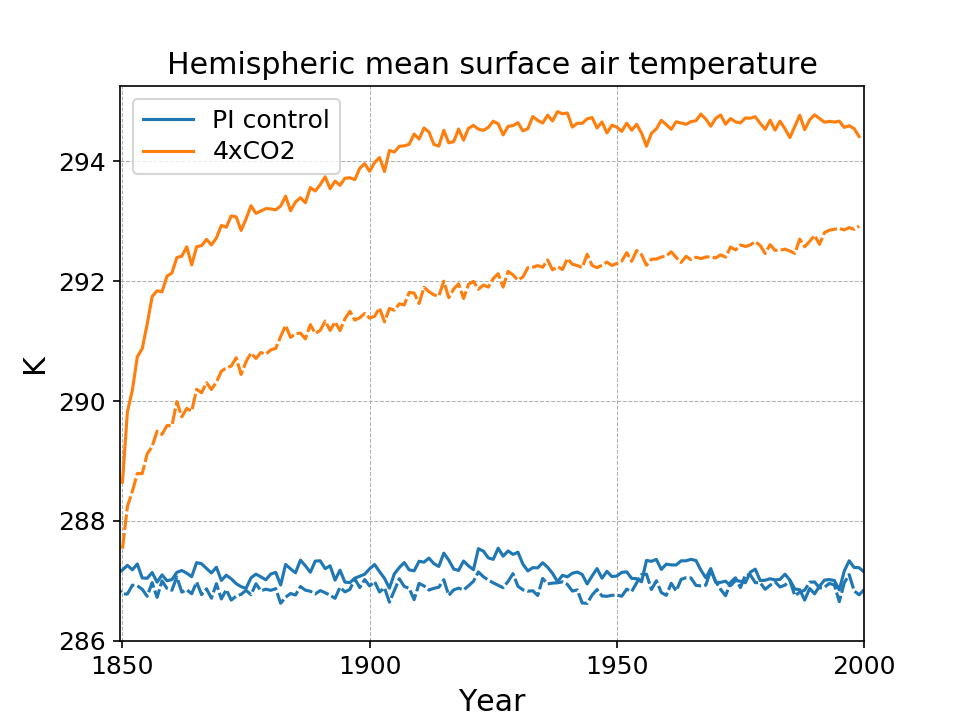 Hemispheric mean surface air temperature
PI control
4xCO2
294
292
290
288
286
K
1850
1900
1950
2000
Year